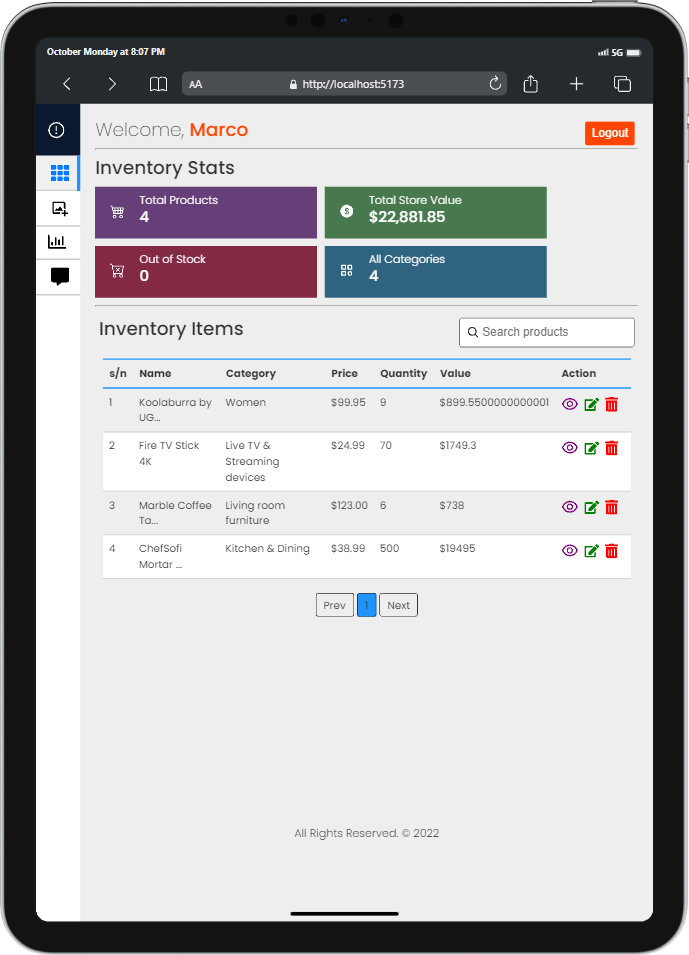 October Monday at 8:07 PM
5G
AA
http://localhost:5173
Welcome, Marco
Logout
Inventory Stats
Total Products
4
Total Store Value
$22,881.85
Out of Stock
0
All Categories
4
Inventory Items
Search products
s/n Name Category Price Quantity Value Action
1 Koolaburra by Women $99.95 9 $899.5500000000001
UG...
2 Fire TV Stick Live TV & $24.99 70 $1749.3
4K Streaming
devices
3 Marble Coffee Living room $123.00 6 $738
Ta... furniture
4 ChefSofi Kitchen & Dining $38.99 500 $19495
Mortar ...
Prev 1 Next
All Rights Reserved. © 2022